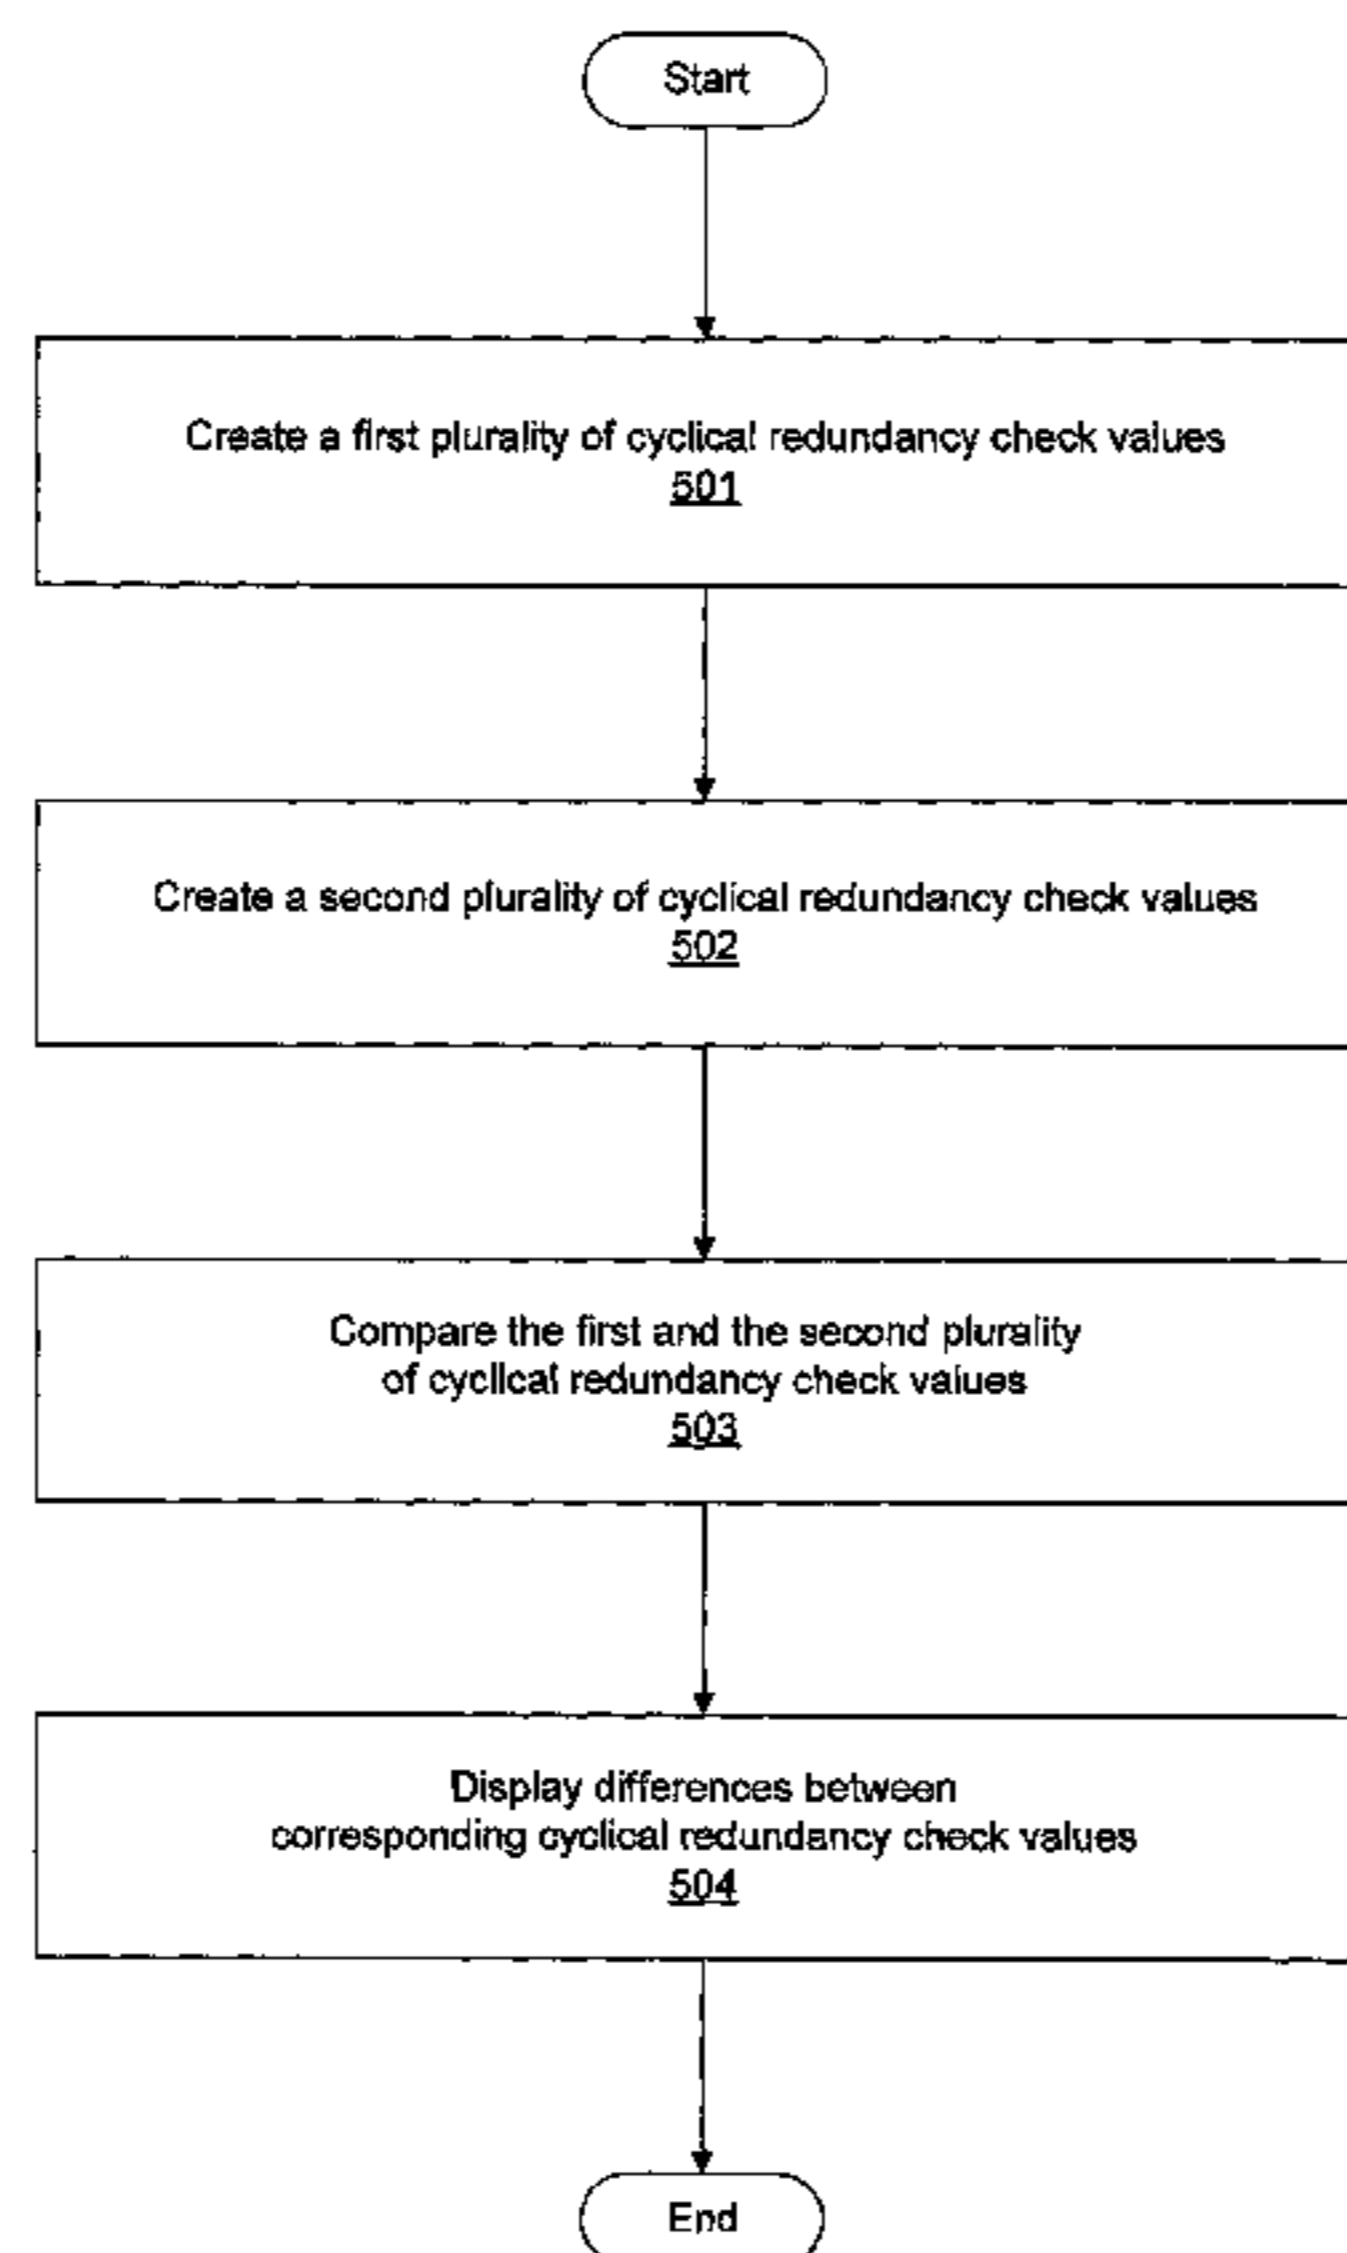 Start
Create a first plurality of cyclical redundancy check values
501
Create a second plurality of cyclical redundancy check values
502
Compare the first and the second plurality
of cyclical redundancy check values
503
Display differences between
corresponding cyclical redundancy check values
504
End